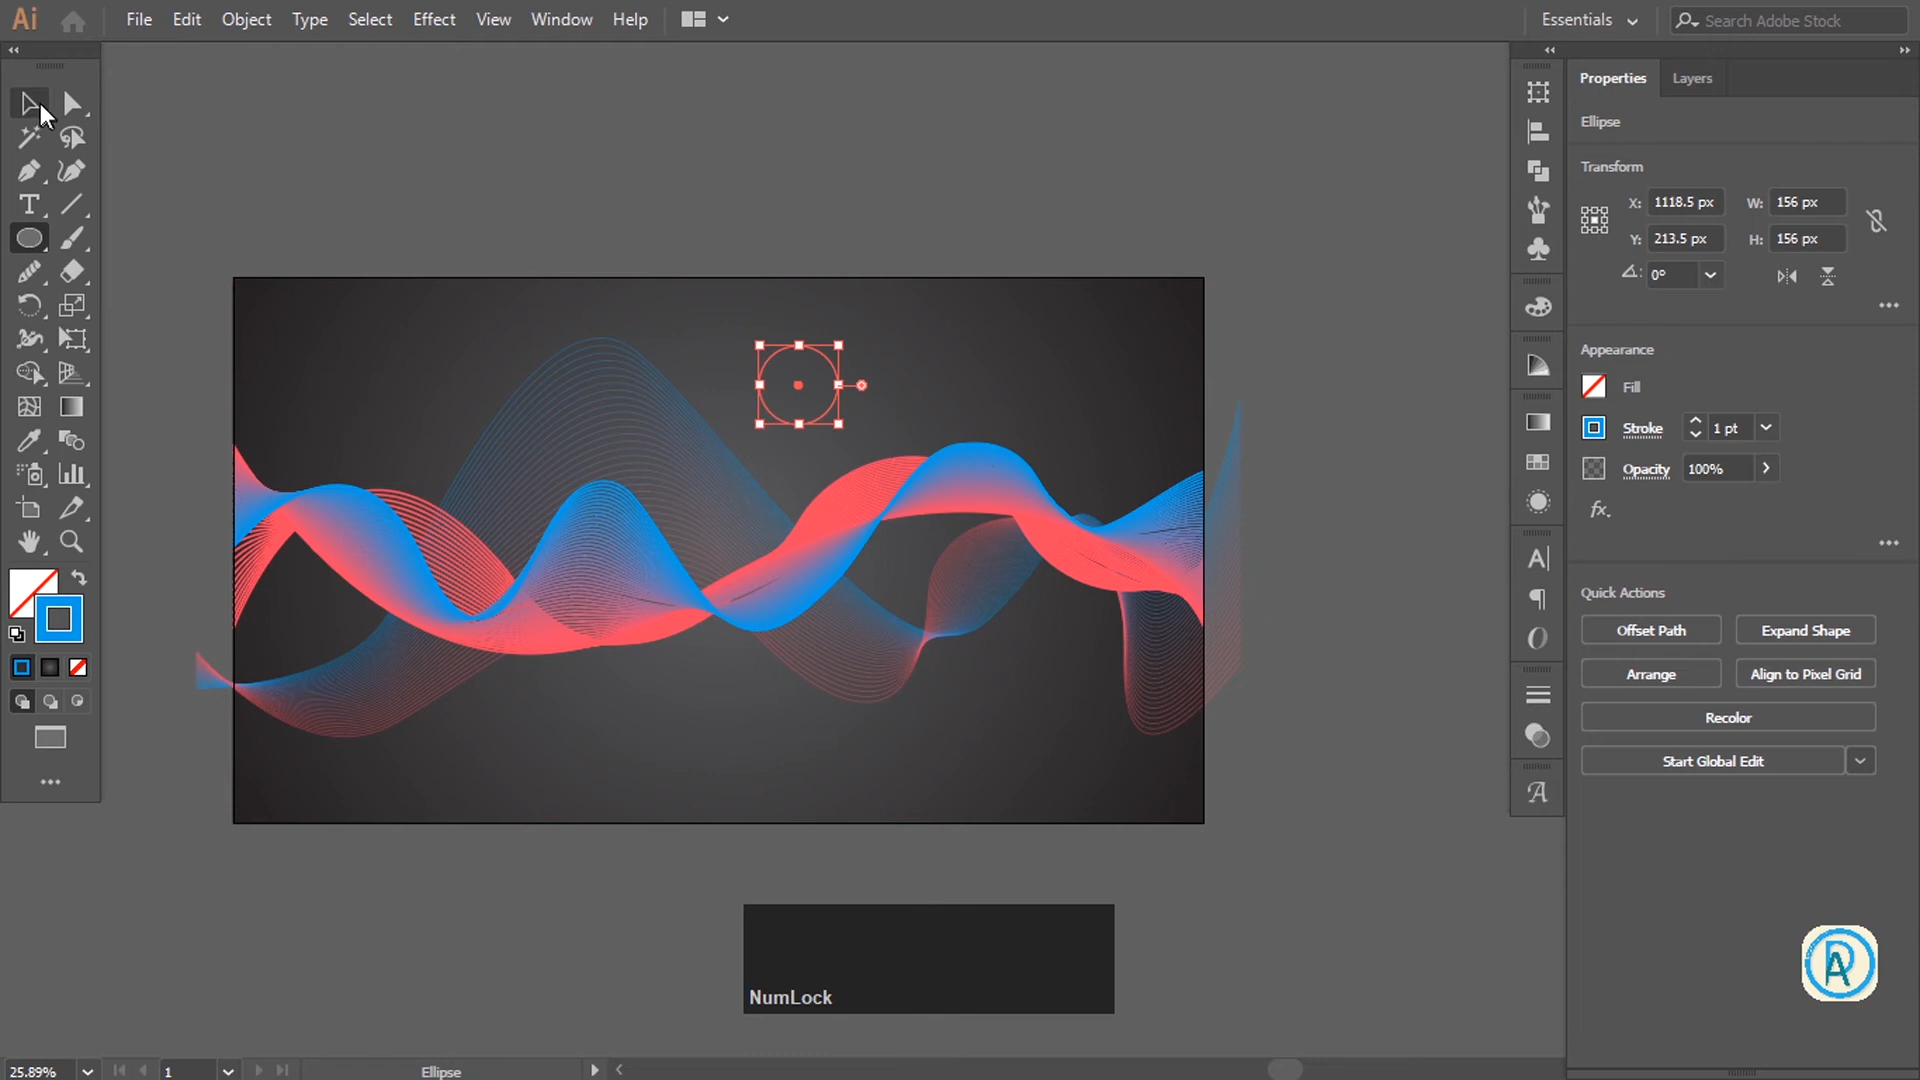 Ai File Edit Object Type Select Effect View Window Help Essentials Search Adobe Stock
Properties Layers
Ellipse
Transform
X: 1118.5 px W: 156 px
Y: 213.5 px H: 156 px
0°
Appearance
Fill
Stroke 1 pt
Opacity 100%
fx.
Quick Actions
Offset Path Expand Shape
Arrange Align to Pixel Grid
Recolor
Start Global Edit
NumLock
25.89% 1 Ellipse